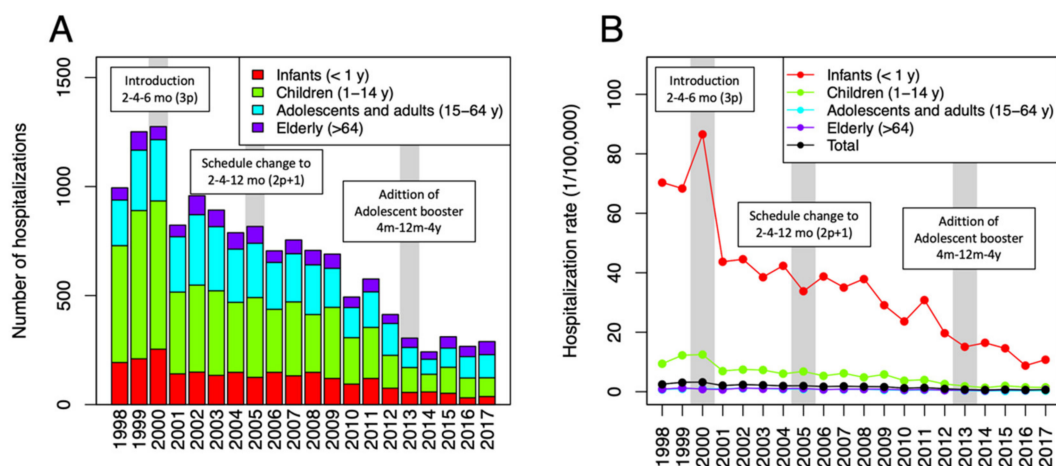 A
Number of hospitalizations
1500
1000
500
0
Introduction
2-4-6 mo (3p)
Infants (< 1 y)
Children (1–14 y)
Adolescents and adults (15–64 y)
Elderly (>64)
Schedule change to
2-4-12 mo (2p+1)
Adittion of
Adolescent booster
4m-12m-4y
1998
1999
2000
2001
2002
2003
2004
2005
2006
2007
2008
2009
2010
2011
2012
2013
2014
2015
2016
2017
B
Hospitalization rate (1/100,000)
100
80
60
40
20
0
Introduction
2-4-6 mo (3p)
Infants (< 1 y)
Children (1–14 y)
Adolescents and adults (15–64 y)
Elderly (>64)
Total
Schedule change to
2-4-12 mo (2p+1)
Adittion of
Adolescent booster
4m-12m-4y
1998
1999
2000
2001
2002
2003
2004
2005
2006
2007
2008
2009
2010
2011
2012
2013
2014
2015
2016
2017